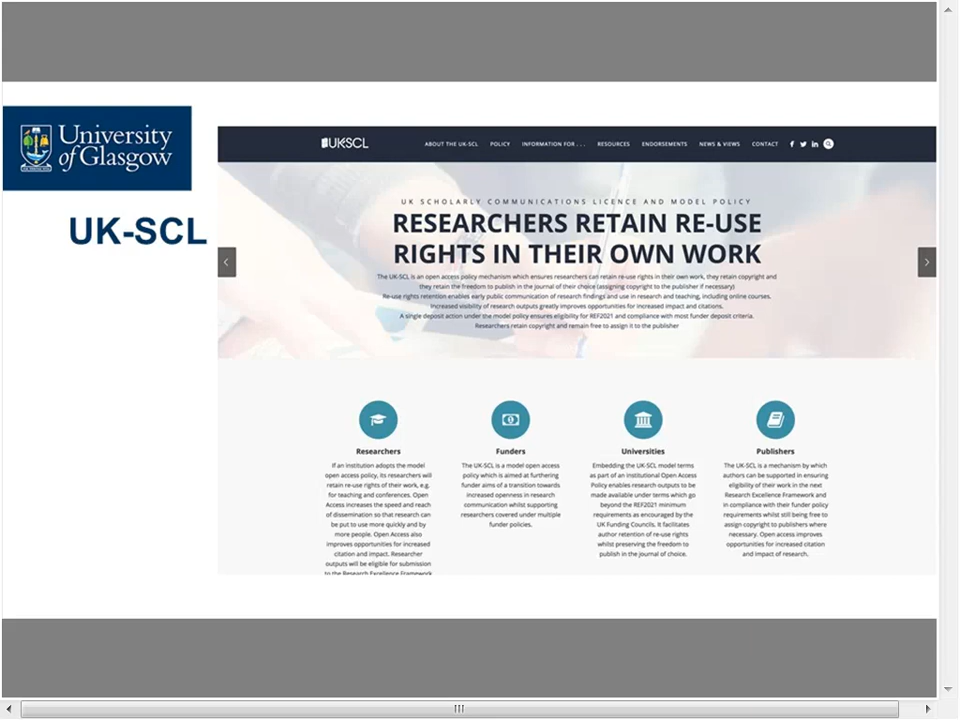 University
of Glasgow
UK-SCL
UK-SCL
ABOUT THE UK-SCL POLICY INFORMATION FOR . . . RESOURCES ENDORSEMENTS NEWS & VIEWS CONTACT
UK SCHOLARLY COMMUNICATIONS LICENCE AND MODEL POLICY
RESEARCHERS RETAIN RE-USE
RIGHTS IN THEIR OWN WORK
The UK-SCL is an open access policy mechanism which ensures researchers can retain re-use rights in their own work, they retain copyright and
they retain the freedom to publish in the journal of their choice (assigning copyright to the publisher if necessary)
Re-use rights retention enables early public communication of research findings and use in research and teaching, including online courses.
Increased visibility of research outputs greatly improves opportunities for increased impact and citations.
A single deposit action under the model policy ensures eligibility for REF2021 and compliance with most funder deposit criteria.
Researchers retain copyright and remain free to assign it to the publisher
Researchers
If an institution adopts the model
open access policy, its researchers will
retain re-use rights of their work, e.g.
for teaching and conferences. Open
Access increases the speed and reach
of dissemination so that research can
be put to use more quickly and by
more people. Open Access also
improves opportunities for increased
citation and impact. Researcher
outputs will be eligible for submission
to the Research Excellence Framework
Funders
The UK-SCL is a model open access
policy which is aimed at furthering
funder aims of a transition towards
increased openness in research
communication whilst supporting
researchers covered under multiple
funder policies.
Universities
Embedding the UK-SCL model terms
as part of an institutional Open Access
Policy enables research outputs to be
made available under terms which go
beyond the REF2021 minimum
requirements as encouraged by the
UK Funding Councils. It facilitates
author retention of re-use rights
whilst preserving the freedom to
publish in the journal of choice.
Publishers
The UK-SCL is a mechanism by which
authors can be supported in ensuring
eligibility of their work in the next
Research Excellence Framework and
in compliance with their funder policy
requirements whilst still being free to
assign copyright to publishers where
necessary. Open access improves
opportunities for increased citation
and impact of research.